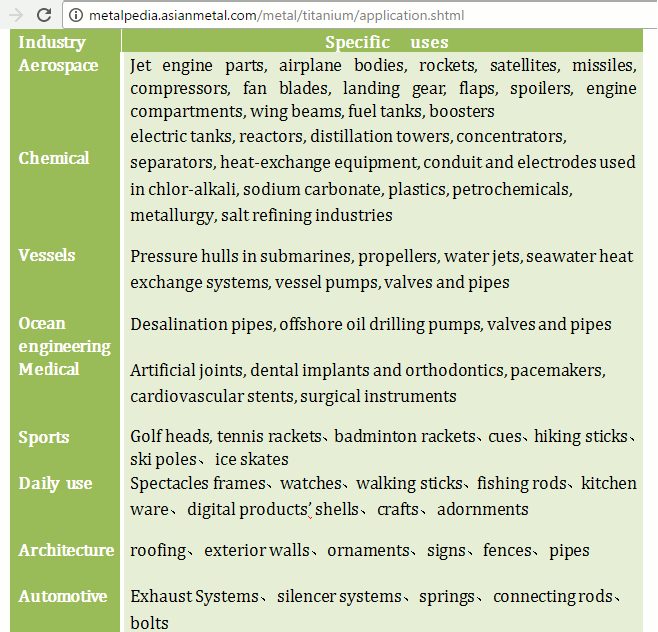 metalpedia.asianmetal.com/metal/titanium/application.shtml
Industry Specific uses
Aerospace Jet engine parts, airplane bodies, rockets, satellites, missiles,
compressors, fan blades, landing gear, flaps, spoilers, engine
compartments, wing beams, fuel tanks, boosters
electric tanks, reactors, distillation towers, concentrators,
Chemical separators, heat-exchange equipment, conduit and electrodes used
in chlor-alkali, sodium carbonate, plastics, petrochemicals,
metallurgy, salt refining industries
Vessels Pressure hulls in submarines, propellers, water jets, seawater heat
exchange systems, vessel pumps, valves and pipes
Ocean Desalination pipes, offshore oil drilling pumps, valves and pipes
engineering
Medical Artificial joints, dental implants and orthodontics, pacemakers,
cardiovascular stents, surgical instruments
Sports Golf heads, tennis rackets、badminton rackets、cues、hiking sticks、
ski poles、 ice skates
Daily use Spectacles frames、watches、walking sticks、fishing rods、kitchen
ware、 digital products’ shells、 crafts、 adornments
Architecture roofing、 exterior walls、 ornaments、 signs、 fences、 pipes
Automotive Exhaust Systems、 silencer systems、 springs、 connecting rods、
bolts